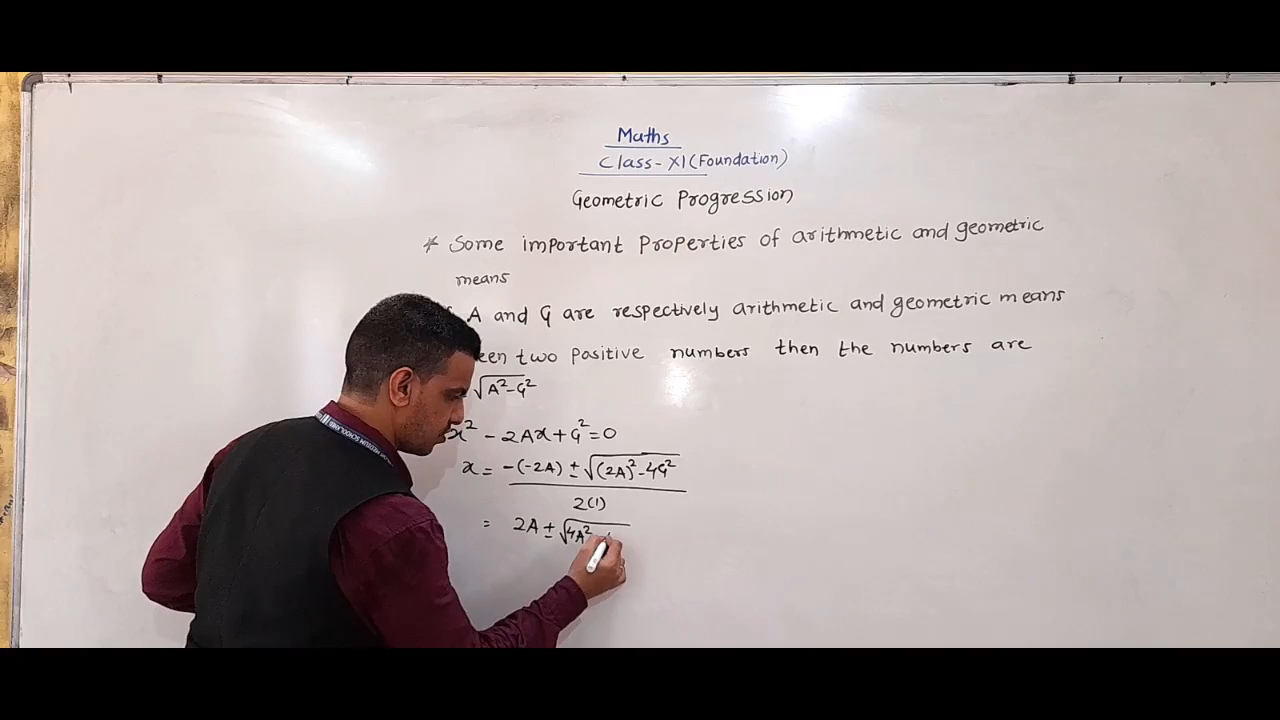 Maths
Class - XI (Foundation)
Geometric Progression
* Some important Properties of arithmetic and geometric
means
A and G are respectively arithmetic and geometric means
een two positive numbers then the numbers are
√A²-G²
x² - 2Ax + G² = 0
x = -(-2A) ± √(2A)² - 4G²
2(1)
= 2A ± √4A²